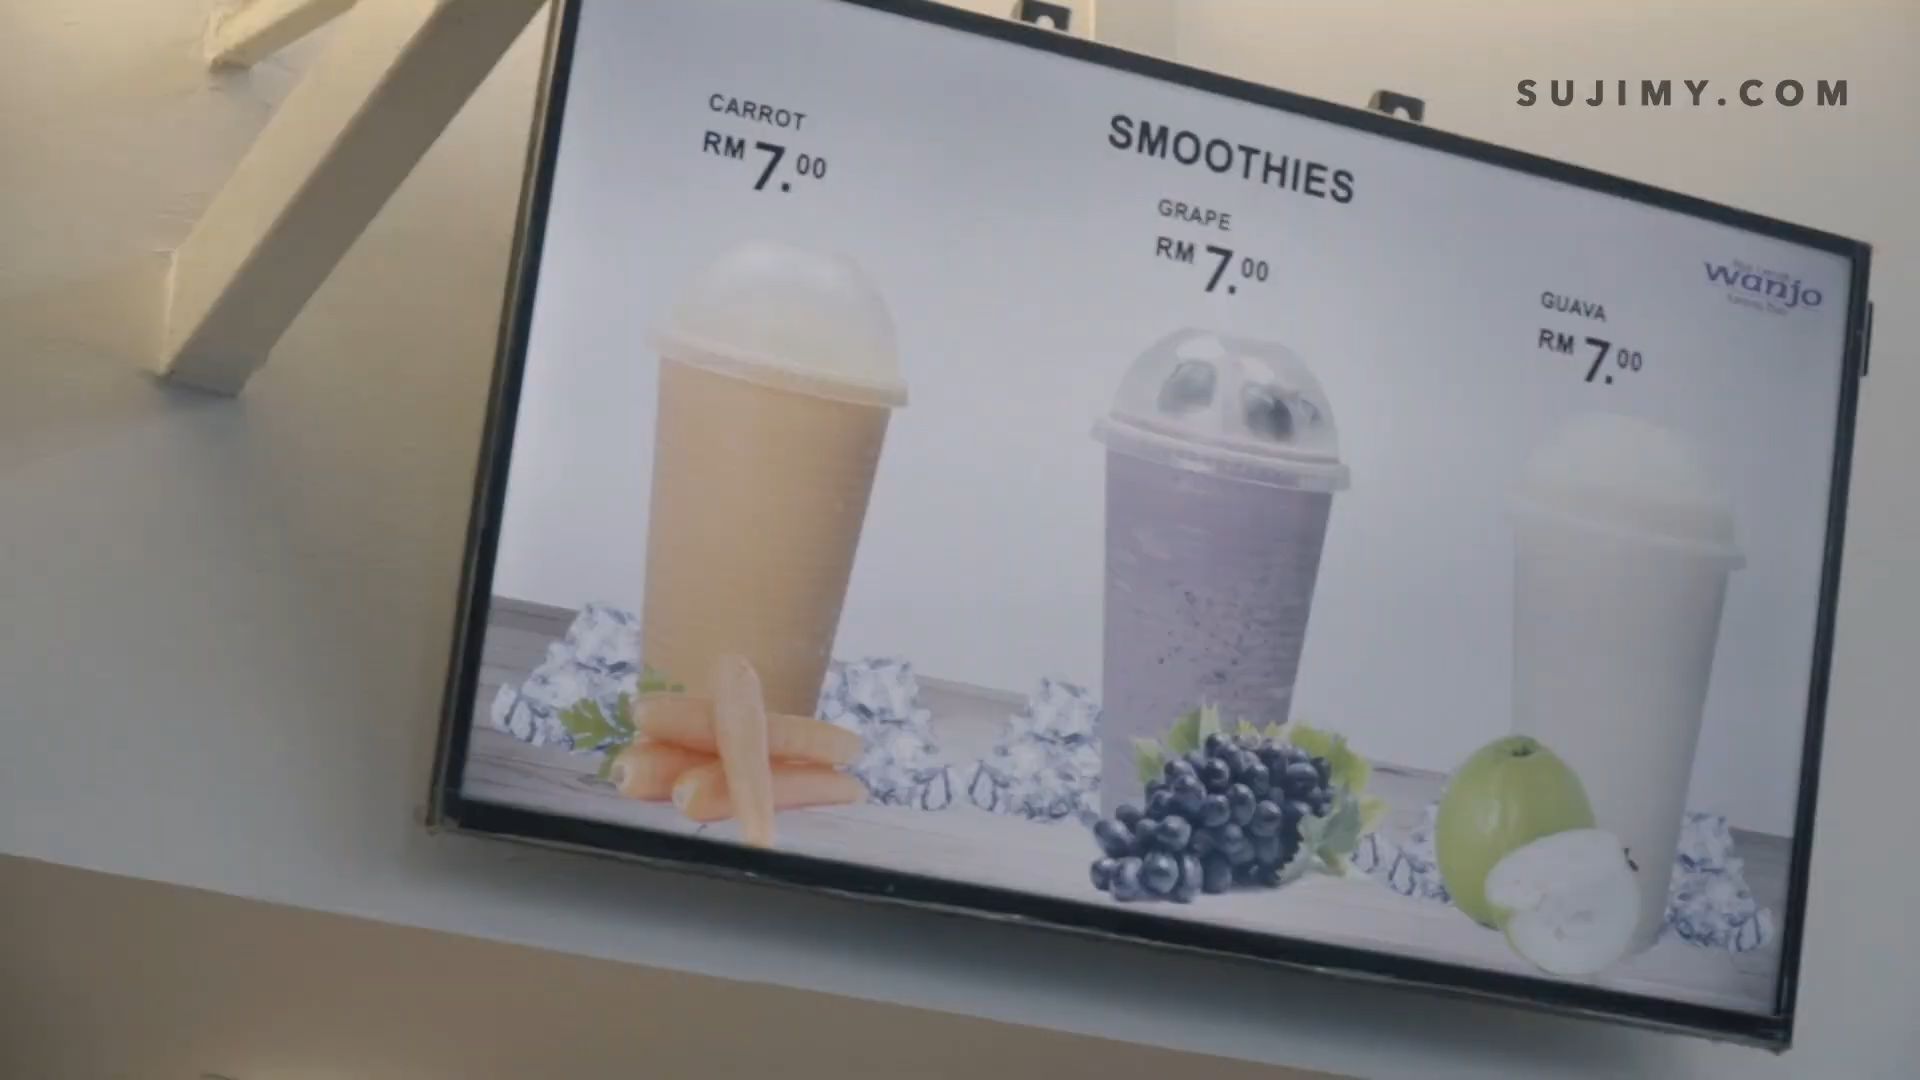 SUJIMY.COM
SMOOTHIES
CARROT
RM 7.00
GRAPE
RM 7.00
GUAVA
RM 7.00
wanjo